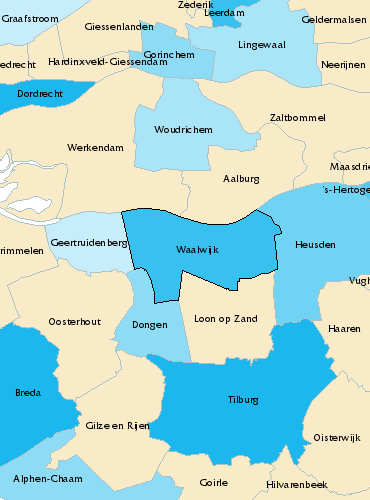 Zederik
Leerdam
Graafstroom
Giessenlanden
Geldermalsen
Lingewaal
Gorinchem
Hardinxveld-Giessendam
edrecht
Neerijnen
Dordrecht
Zaltbommel
Woudrichem
Werkendam
Maasdrie
Aalburg
's-Hertoge
Geertruidenberg
Waalwijk
Heusden
rimmelen
Vugh
Oosterhout
Dongen
Loon op Zand
Haaren
Breda
Tilburg
Gilze en Rijen
Oisterwijk
Alphen-Chaam
Goirle
Hilvarenbeek